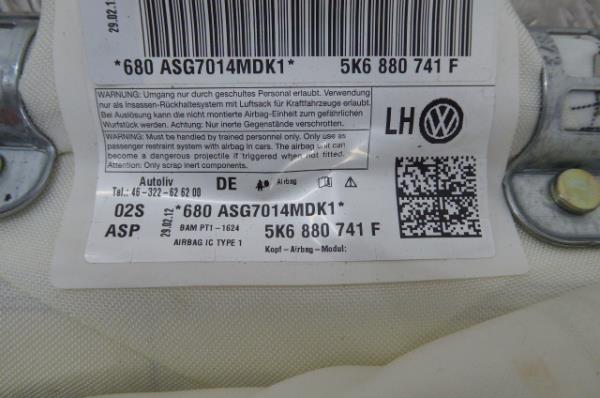 29.02.12
*680 ASG7014MDK1*
5K6 880 741 F
WARNUNG: Umgang nur durch geschultes Personal erlaubt. Verwendung
nur als Insassen-Rückhaltesystem mit Luftsack für Kraftfahrzeuge erlaubt.
Bei Auslösung kann die nicht montierte Airbag-Einheit zum gefährlichen
Wurfstück werden. Achtung: Nur inerte Gegenstände verschrotten.
WARNING: Must be handled by trained personnel only. Only use as
passenger restraint system with airbag in cars. The airbag unit can
become a dangerous projectile if triggered when not fitted.
Attention: Only scrap inert components.
LH
Autoliv
Tel.: 46-322-62 62 00
DE
Airbag
02S
ASP
29.02.12
*680 ASG7014MDK1*
BAM PT1-1624
AIRBAG IC TYPE 1
5K6 880 741 F
Kopf-Airbag-Modul: